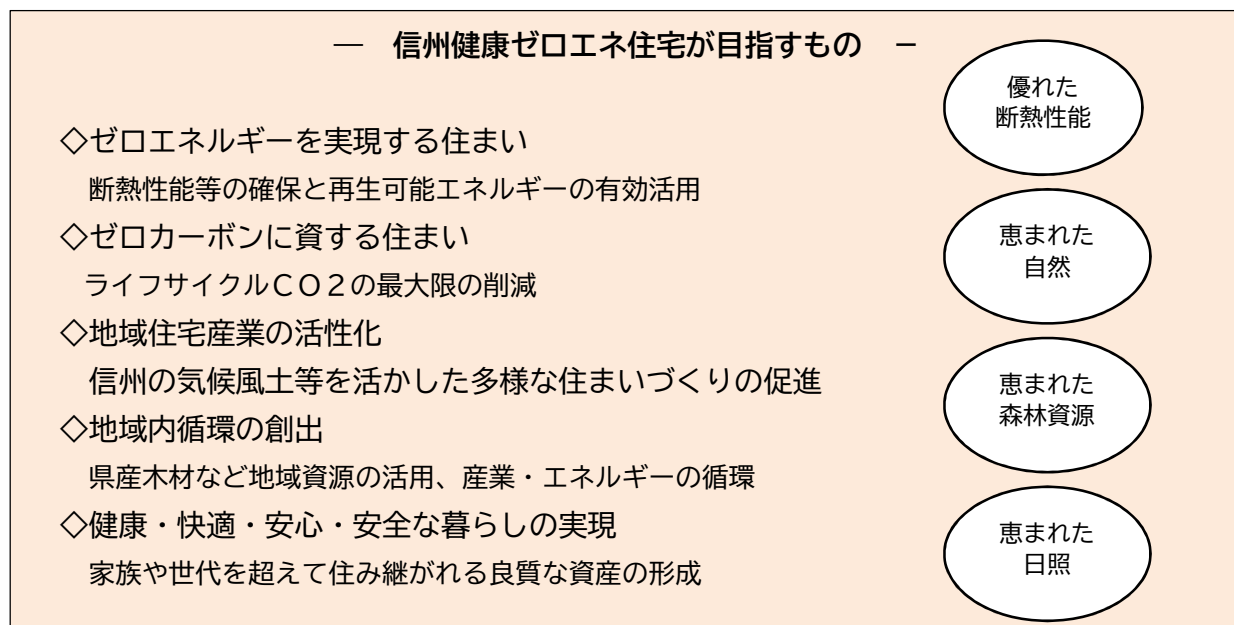 ― 信州健康ゼロエネ住宅が目指すもの －
◇ゼロエネルギーを実現する住まい
断熱性能等の確保と再生可能エネルギーの有効活用
◇ゼロカーボンに資する住まい
ライフサイクルＣＯ２の最大限の削減
◇地域住宅産業の活性化
信州の気候風土等を活かした多様な住まいづくりの促進
◇地域内循環の創出
県産木材など地域資源の活用、産業・エネルギーの循環
◇健康・快適・安心・安全な暮らしの実現
家族や世代を超えて住み継がれる良質な資産の形成
優れた
断熱性能
恵まれた
自然
恵まれた
森林資源
恵まれた
日照